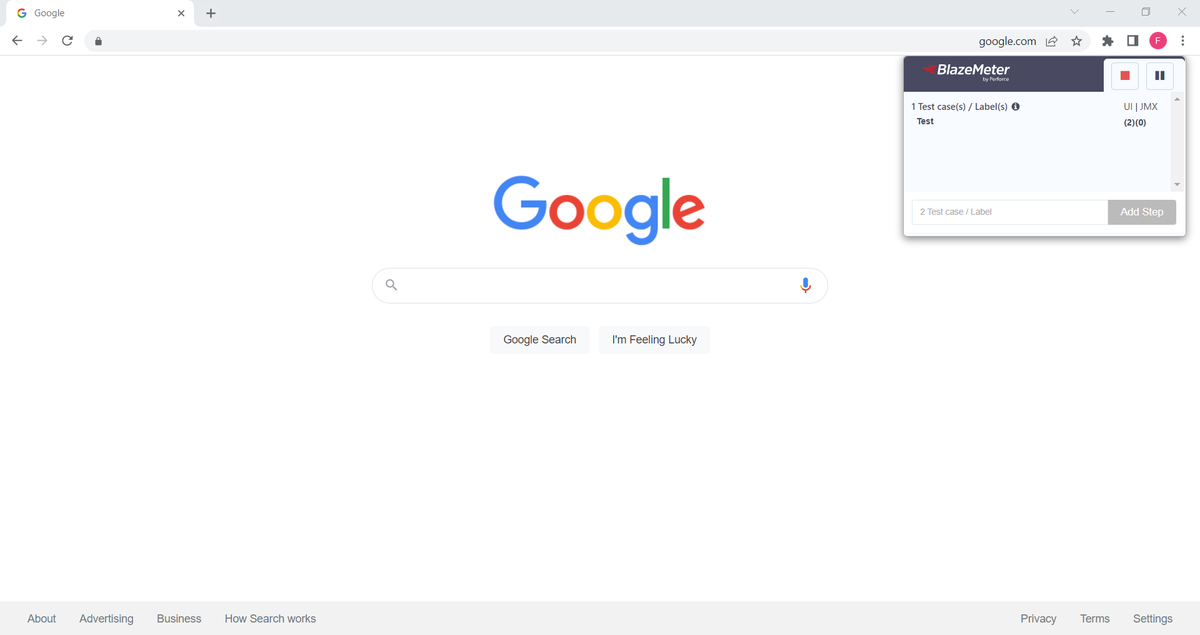 Google
google.com
F
BlazeMeter
by Perforce
1 Test case(s) / Label(s)
UI | JMX
Test
(2)(0)
2 Test case / Label
Add Step
Google
Google Search
I'm Feeling Lucky
About
Advertising
Business
How Search works
Privacy
Terms
Settings